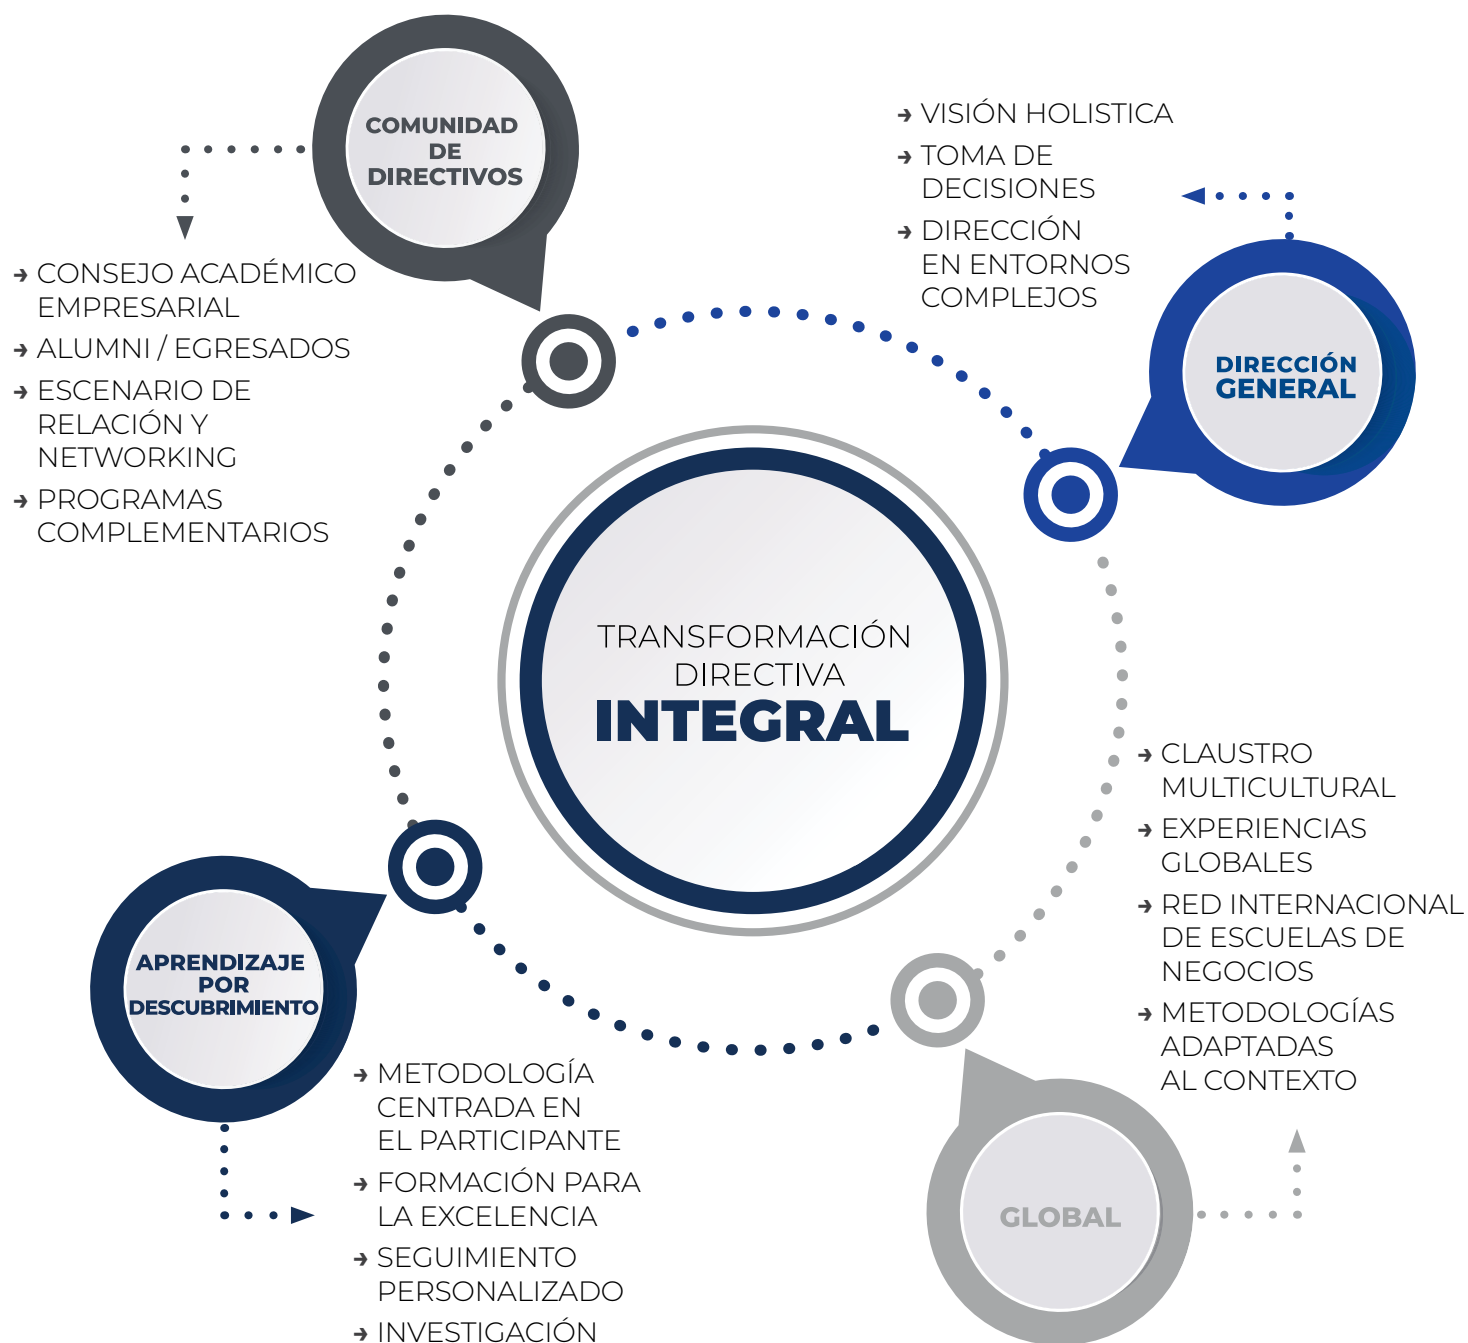 COMUNIDAD
DE
DIRECTIVOS
→ CONSEJO ACADÉMICO
EMPRESARIAL
→ ALUMNI / EGRESADOS
→ ESCENARIO DE
RELACIÓN Y
NETWORKING
→ PROGRAMAS
COMPLEMENTARIOS
→ VISIÓN HOLISTICA
→ TOMA DE
DECISIONES
→ DIRECCIÓN
EN ENTORNOS
COMPLEJOS
DIRECCIÓN
GENERAL
TRANSFORMACIÓN
DIRECTIVA
INTEGRAL
→ CLAUSTRO
MULTICULTURAL
→ EXPERIENCIAS
GLOBALES
→ RED INTERNACIONAL
DE ESCUELAS DE
NEGOCIOS
→ METODOLOGÍAS
ADAPTADAS
AL CONTEXTO
GLOBAL
APRENDIZAJE
POR
DESCUBRIMIENTO
→ METODOLOGÍA
CENTRADA EN
EL PARTICIPANTE
→ FORMACIÓN PARA
LA EXCELENCIA
→ SEGUIMIENTO
PERSONALIZADO
→ INVESTIGACIÓN